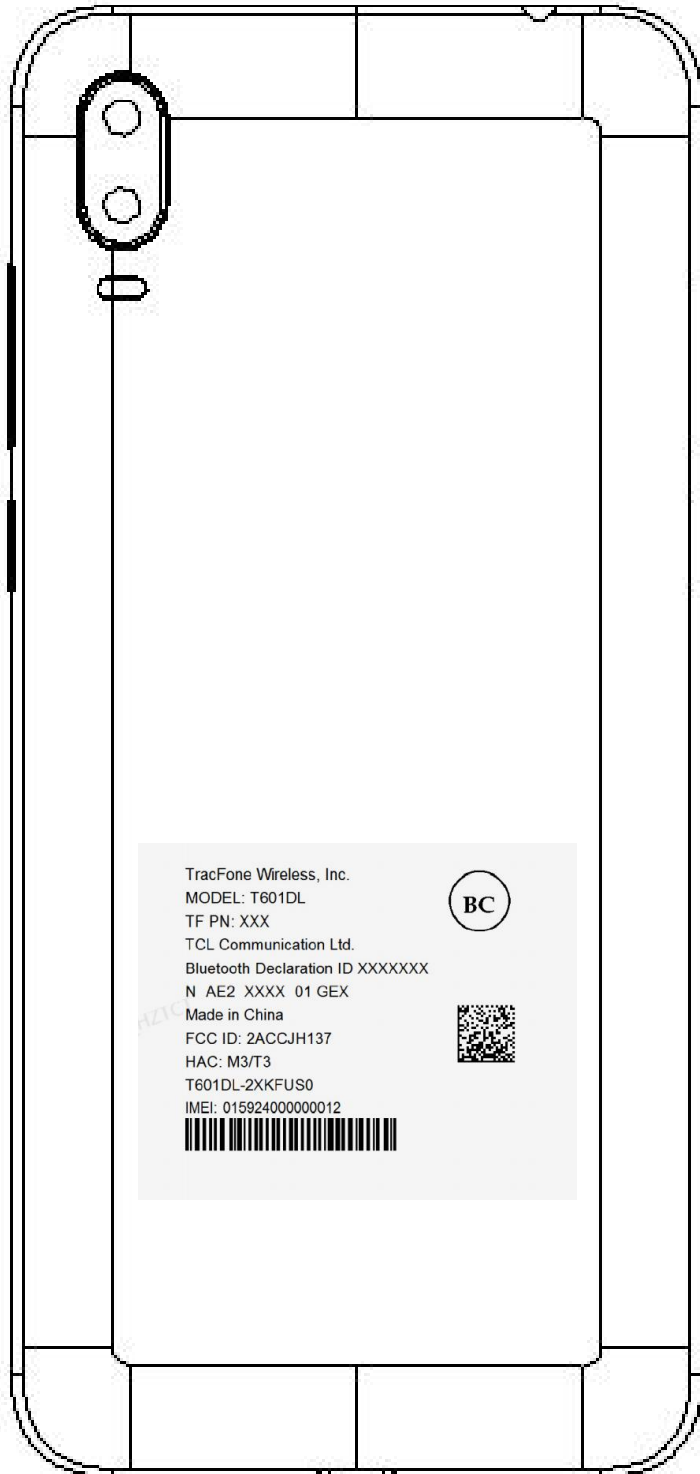 TracFone Wireless, Inc.
MODEL: T601DL
BC
TF PN: XXX
TCL Communication Ltd.
Bluetooth Declaration ID XXXXXXX
N AE2 XXXX 01 GEX
Made in China
FCC ID: 2ACCJH137
HAC: M3/T3
T601DL-2XKFUS0
IMEI: 015924000000012